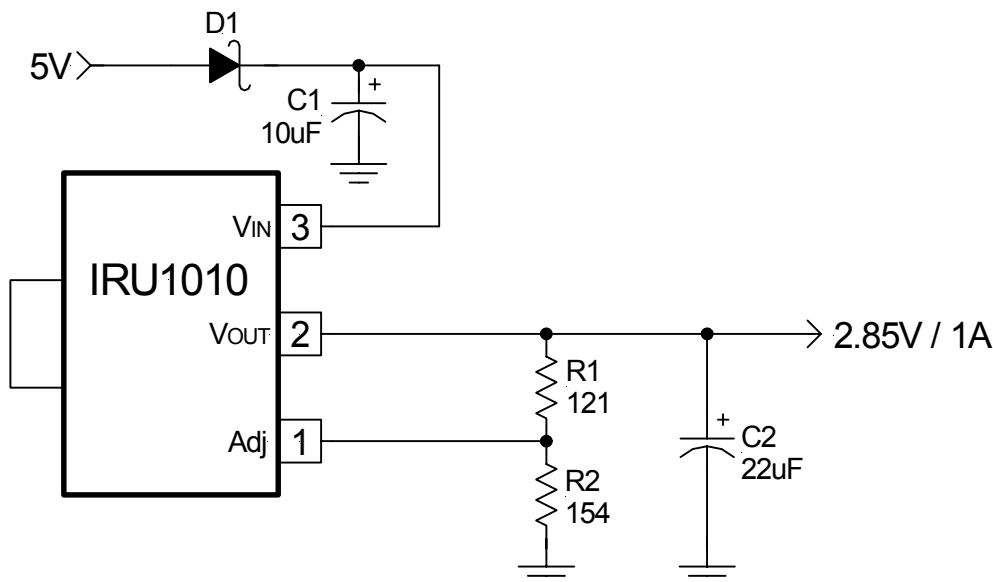 D1
5V
+
C1
10uF
VIN 3
IRU1010
VOUT 2
2.85V / 1A
R1
121
Adj 1
+
C2
22uF
R2
154